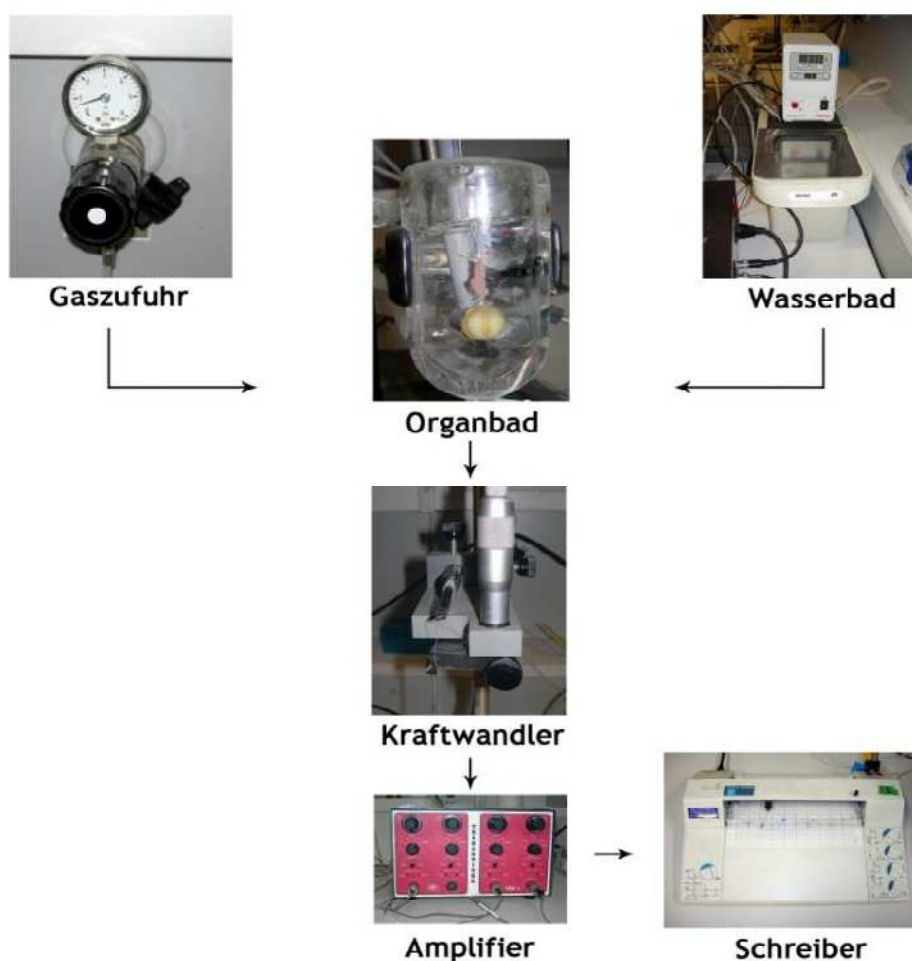 Gaszufuhr
Wasserbad
Organbad
Kraftwandler
Amplifier
Schreiber